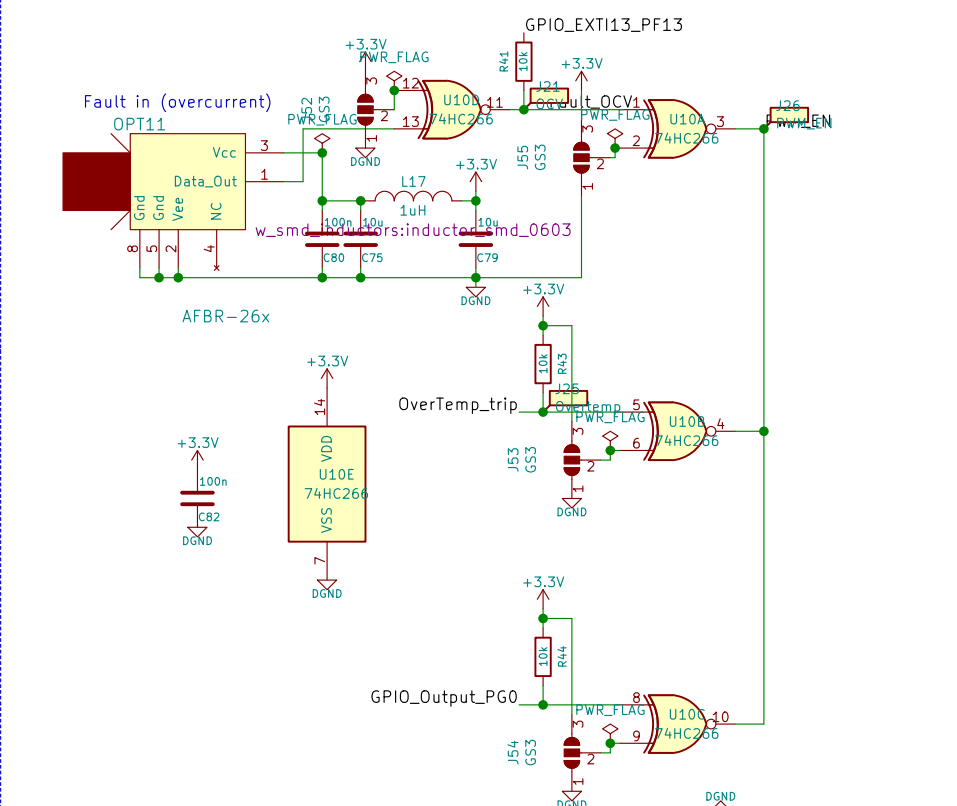 GPIO_EXTI13_PF13
+3.3V
PWR_FLAG
R41
10k
+3.3V
Fault in (overcurrent)
J52
GS3
3
2
1
12
13
U10D
74HC266
11
J21
OCV
ult_OCV
PWR_FLAG
1
2
U10A
74HC266
3
J26
PWM_EN
OPT11
PWR_FLAG
DGND
J55
GS3
3
2
1
Vcc
3
Data_Out
1
Gnd
Gnd
Vee
NC
8
5
2
4
+3.3V
L17
1uH
w_smd_inductors:inductor_smd_0603
100n
C80
10u
C75
10u
C79
DGND
AFBR-26x
+3.3V
10k
R43
J25
Overtemp
OverTemp_trip
PWR_FLAG
5
6
U10B
74HC266
4
J53
GS3
3
2
1
DGND
+3.3V
14
VDD
U10E
74HC266
VSS
7
DGND
+3.3V
100n
C82
DGND
+3.3V
10k
R44
GPIO_Output_PG0
PWR_FLAG
8
9
U10C
74HC266
10
J54
GS3
3
2
1
DGND
DGND